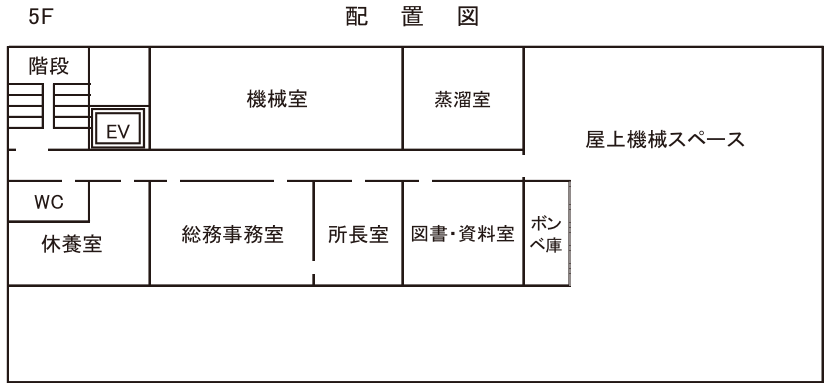 5F
配置図
階段
機械室
蒸溜室
EV
屋上機械スペース
WC
休養室
総務事務室
所長室
図書・資料室
ボン
ベ庫